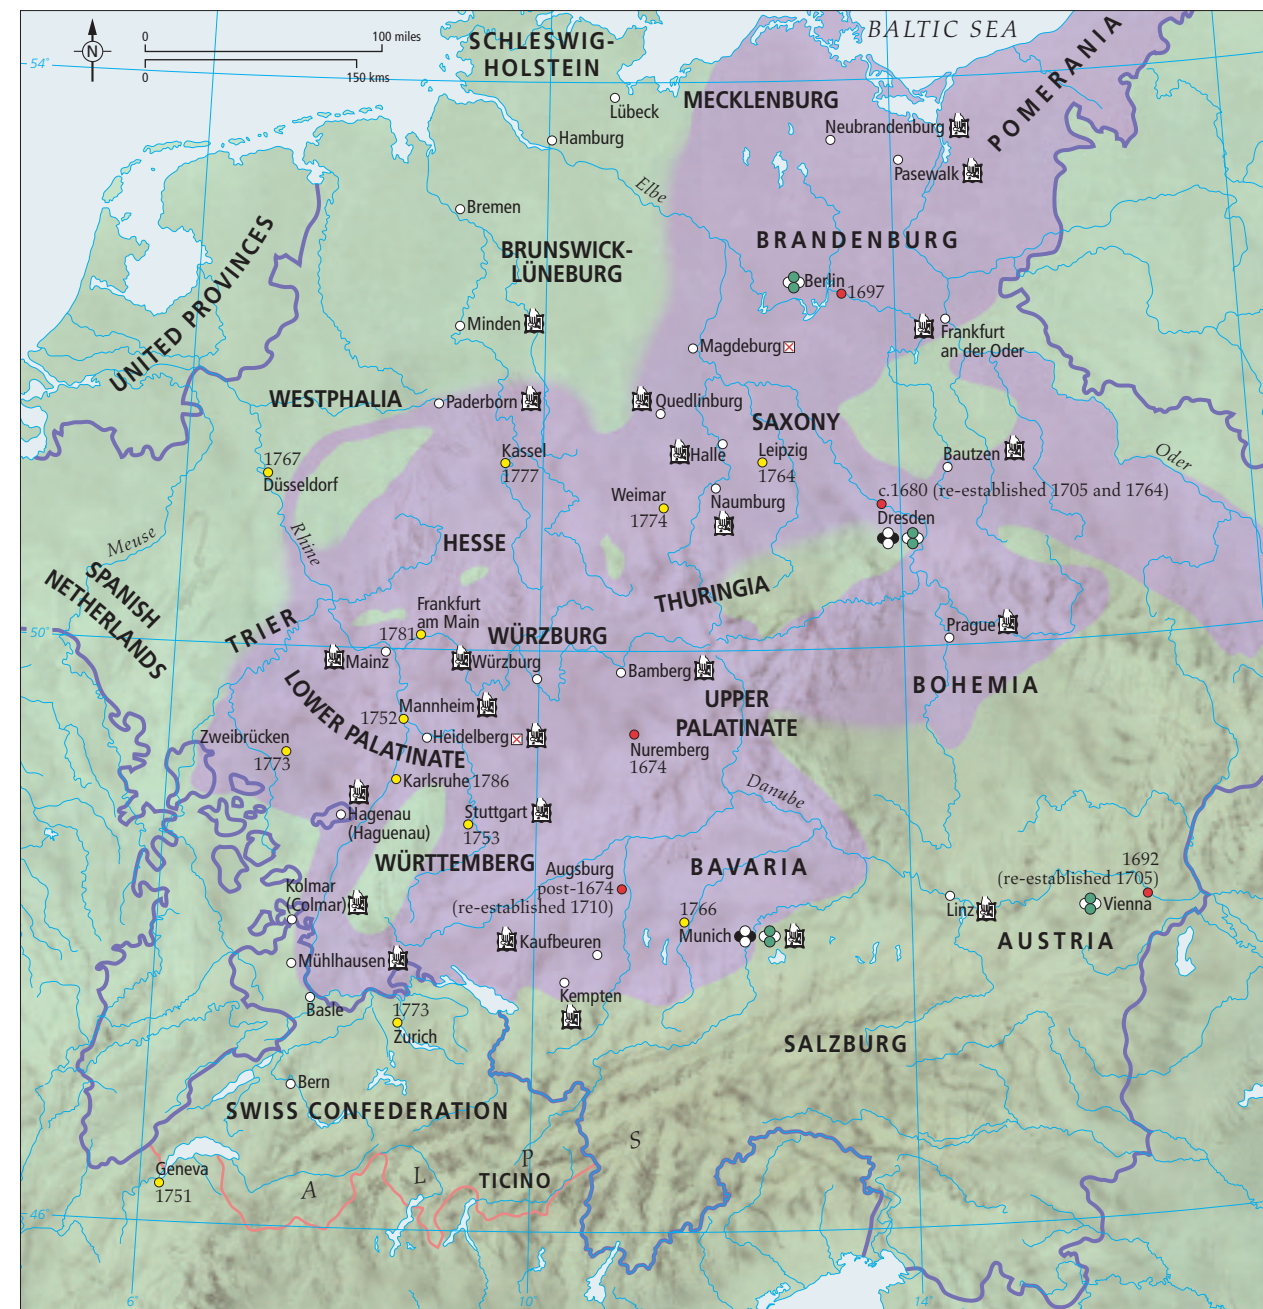 BALTIC SEA
N
0
100 miles
0
150 kms
54°
SCHLESWIG-
HOLSTEIN
Lübeck
Hamburg
MECKLENBURG
Neubrandenburg
POMERANIA
Pasewalk
Elbe
Bremen
BRUNSWICK-
LÜNEBURG
BRANDENBURG
Berlin
1697
UNITED PROVINCES
Minden
Magdeburg
Frankfurt
an der Oder
WESTPHALIA
Paderborn
Quedlinburg
SAXONY
1767
Düsseldorf
Kassel
1777
Halle
Leipzig
1764
Bautzen
Oder
Weimar
1774
Naumburg
c.1680 (re-established 1705 and 1764)
Dresden
Meuse
Rhine
HESSE
SPANISH
NETHERLANDS
THURINGIA
TRIER
Frankfurt
am Main
1781
WÜRZBURG
Prague
50°
Mainz
Würzburg
Bamberg
BOHEMIA
LOWER PALATINATE
Mannheim
1752
UPPER
PALATINATE
Zweibrücken
1773
Heidelberg
Nuremberg
1674
Karlsruhe 1786
Danube
Hagenau
(Haguenau)
Stuttgart
1753
WÜRTTEMBERG
Augsburg
post-1674
(re-established 1710)
BAVARIA
1692
(re-established 1705)
Vienna
Kolmar
(Colmar)
1766
Munich
Linz
AUSTRIA
Kaufbeuren
Mühlhausen
Kempten
Basle
1773
Zurich
SALZBURG
Bern
SWISS CONFEDERATION
A L P S
TICINO
Geneva
1751
46°
6°
10°
14°